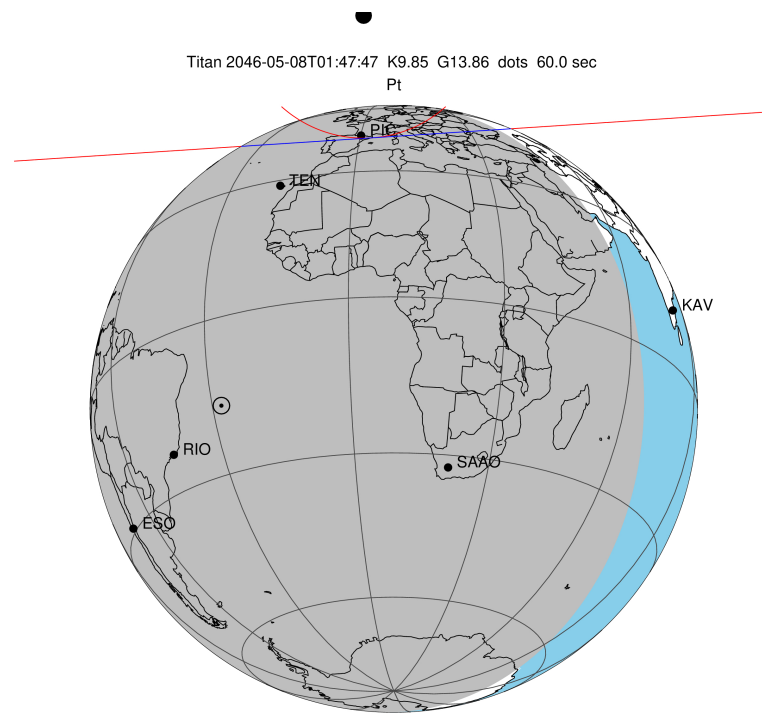 Titan 2046-05-08T01:47:47 K9.85 G13.86 dots 60.0 sec
Pt
PIC
TEN
KAV
RIO
SAAO
ESO